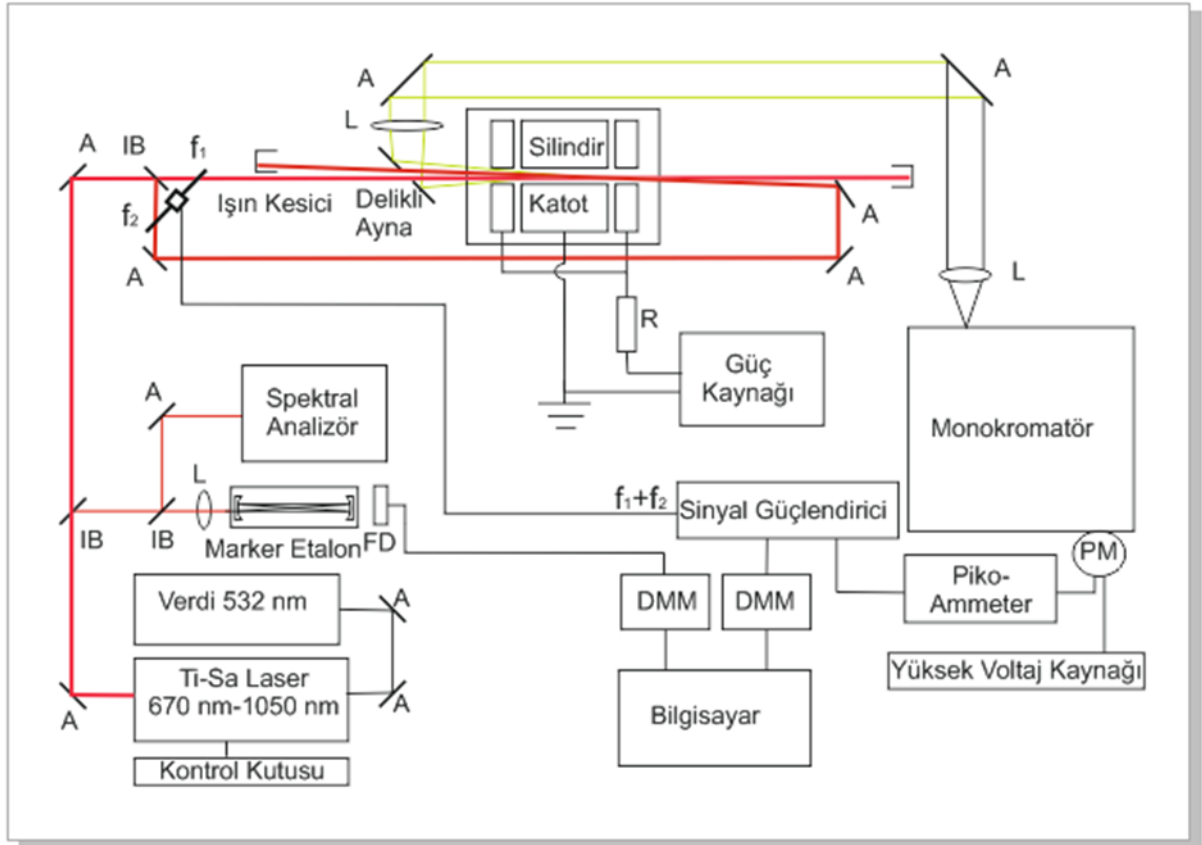 A
A
L
Silindir
A
IB
f₁
f₂
Işın Kesici
Delikli
Ayna
Katot
A
A
A
L
R
Güç
Kaynağı
Monokromatör
A
Spektral
Analizör
L
IB
IB
Marker Etalon
FD
f₁+f₂
Sinyal Güçlendirici
PM
Piko-
Ammeter
DMM
DMM
Verdi 532 nm
A
Ti-Sa Laser
670 nm-1050 nm
A
A
Yüksek Voltaj Kaynağı
Bilgisayar
Kontrol Kutusu